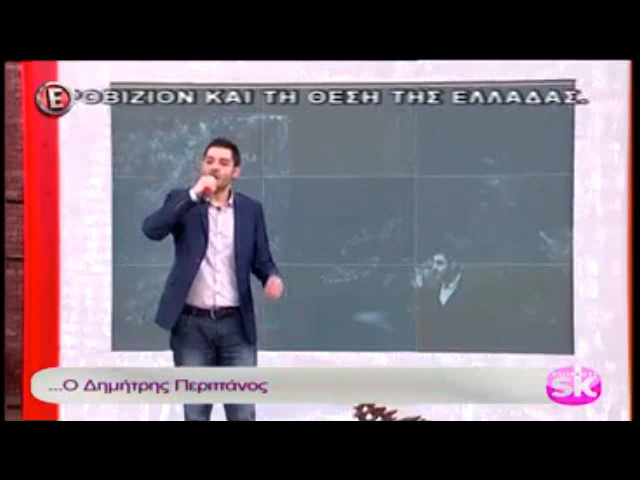 Ε
'ΟΒΙΖΙΟΝ ΚΑΙ ΤΗ ΘΕΣΗ ΤΗΣ ΕΛΛΑΔΑΣ.
...Ο Δημήτρης Περιπάνος
sk